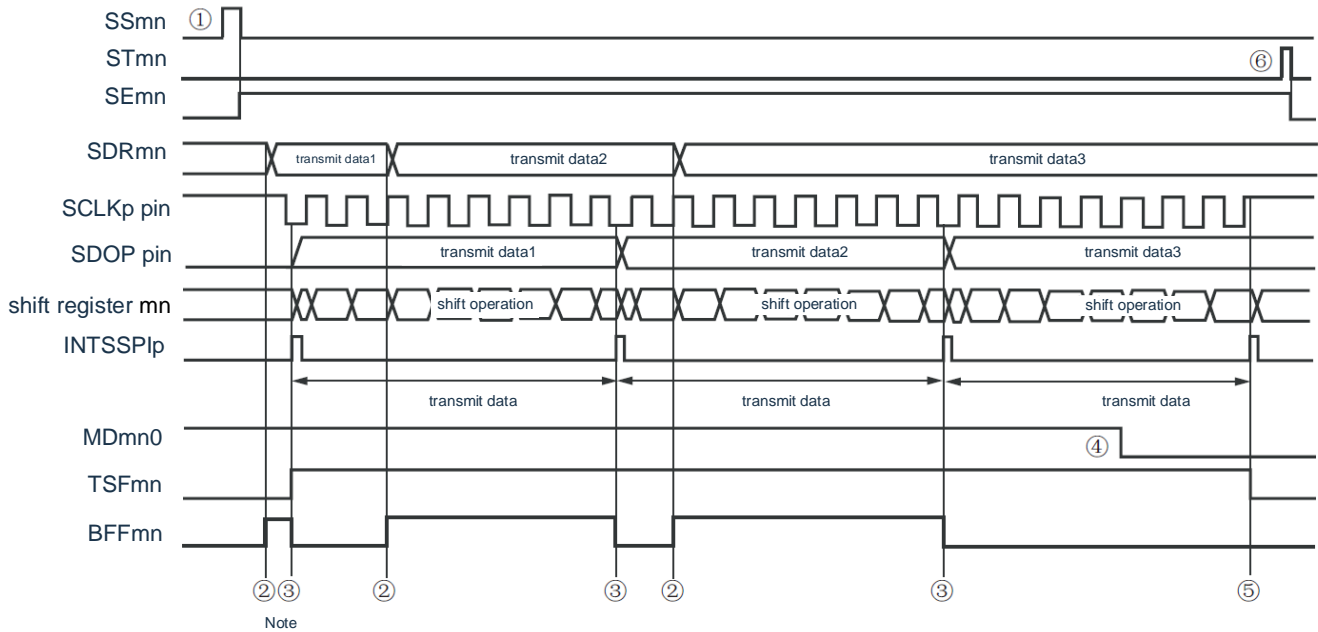 SSmn ①
STmn ⑥
SEmn
SDRmn transmit data1 transmit data2 transmit data3
SCLKp pin
SDOP pin transmit data1 transmit data2 transmit data3
shift register mn shift operation shift operation shift operation
INTSSPIp
transmit data transmit data transmit data
MDmn0 ④
TSFmn
BFFmn
② ③ ② ③ ② ③ ⑤
Note